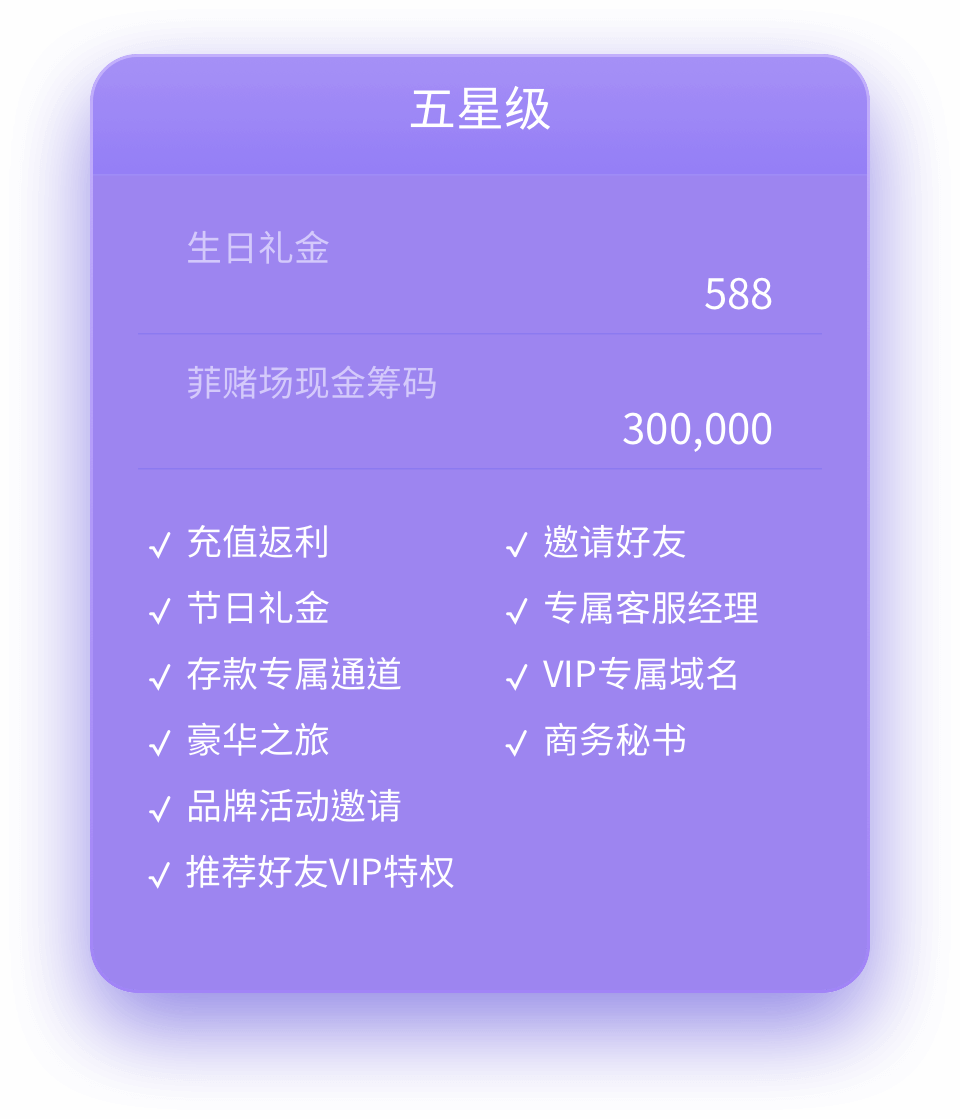 五星级
生日礼金
588
菲赌场现金筹码
300,000
✓ 充值返利
✓ 邀请好友
✓ 节日礼金
✓ 专属客服经理
✓ 存款专属通道
✓ VIP专属域名
✓ 豪华之旅
✓ 商务秘书
✓ 品牌活动邀请
✓ 推荐好友VIP特权